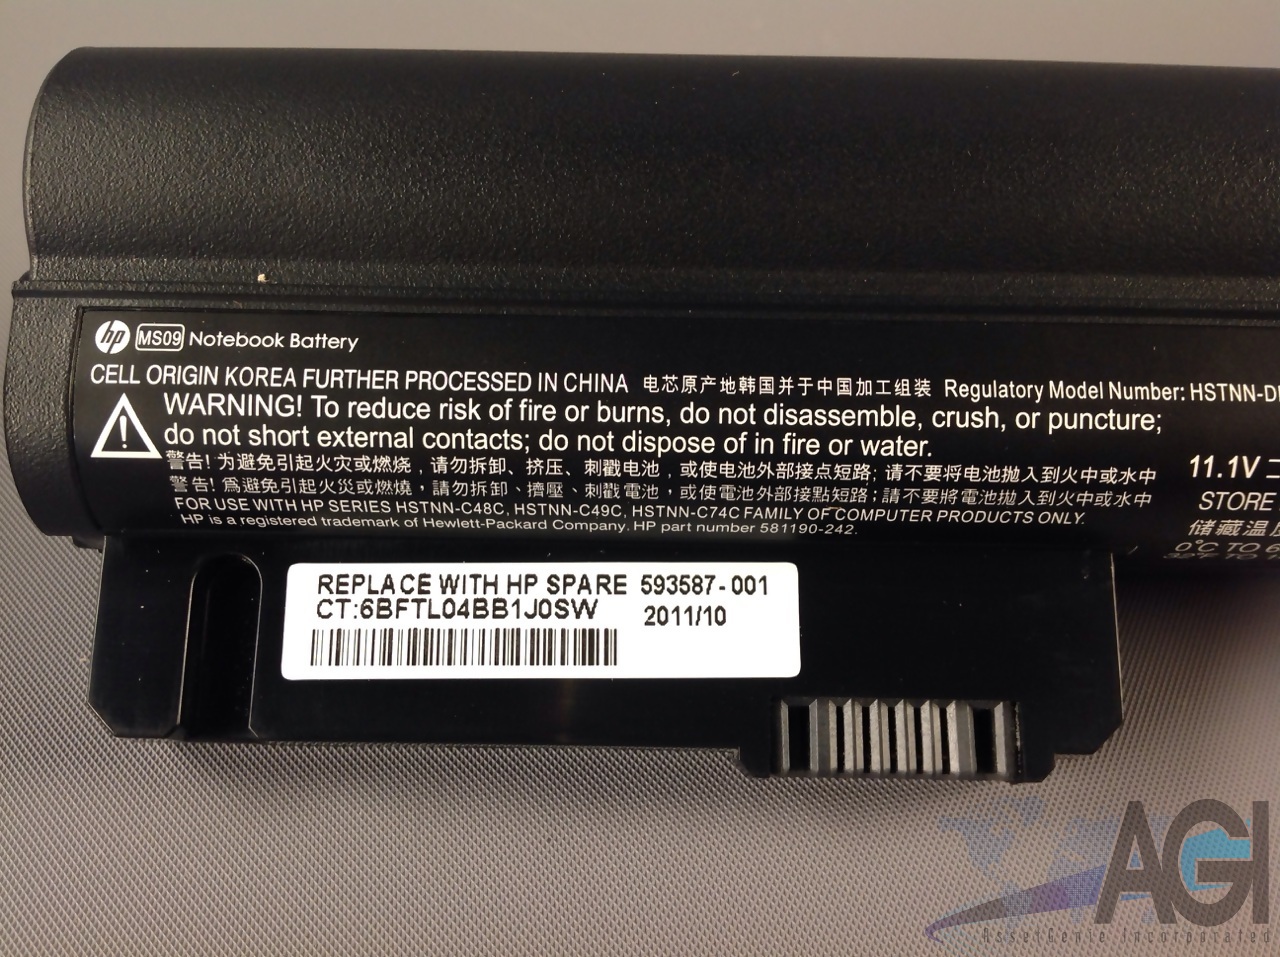 hp MS09 Notebook Battery
CELL ORIGIN KOREA FURTHER PROCESSED IN CHINA 电芯原产地韩国并于中国加工组装 Regulatory Model Number: HSTNN-D
WARNING! To reduce risk of fire or burns, do not disassemble, crush, or puncture;
do not short external contacts; do not dispose of in fire or water.
警告! 为避免引起火灾或燃烧，请勿拆卸、挤压、刺戳电池，或使电池外部接点短路; 请不要将电池抛入到火中或水中
警告! 為避免引起火災或燃燒，請勿拆卸、擠壓、刺戳電池，或使電池外部接點短路; 請不要將電池拋入到火中或水中
FOR USE WITH HP SERIES HSTNN-C48C, HSTNN-C49C, HSTNN-C74C FAMILY OF COMPUTER PRODUCTS ONLY.
HP is a registered trademark of Hewlett-Packard Company. HP part number 581190-242.
11.1V
STORE
储藏温度
0°C TO 6
REPLACE WITH HP SPARE 593587-001
CT:6BFTL04BB1J0SW 2011/10
AGI
AssetGenie Incorporated